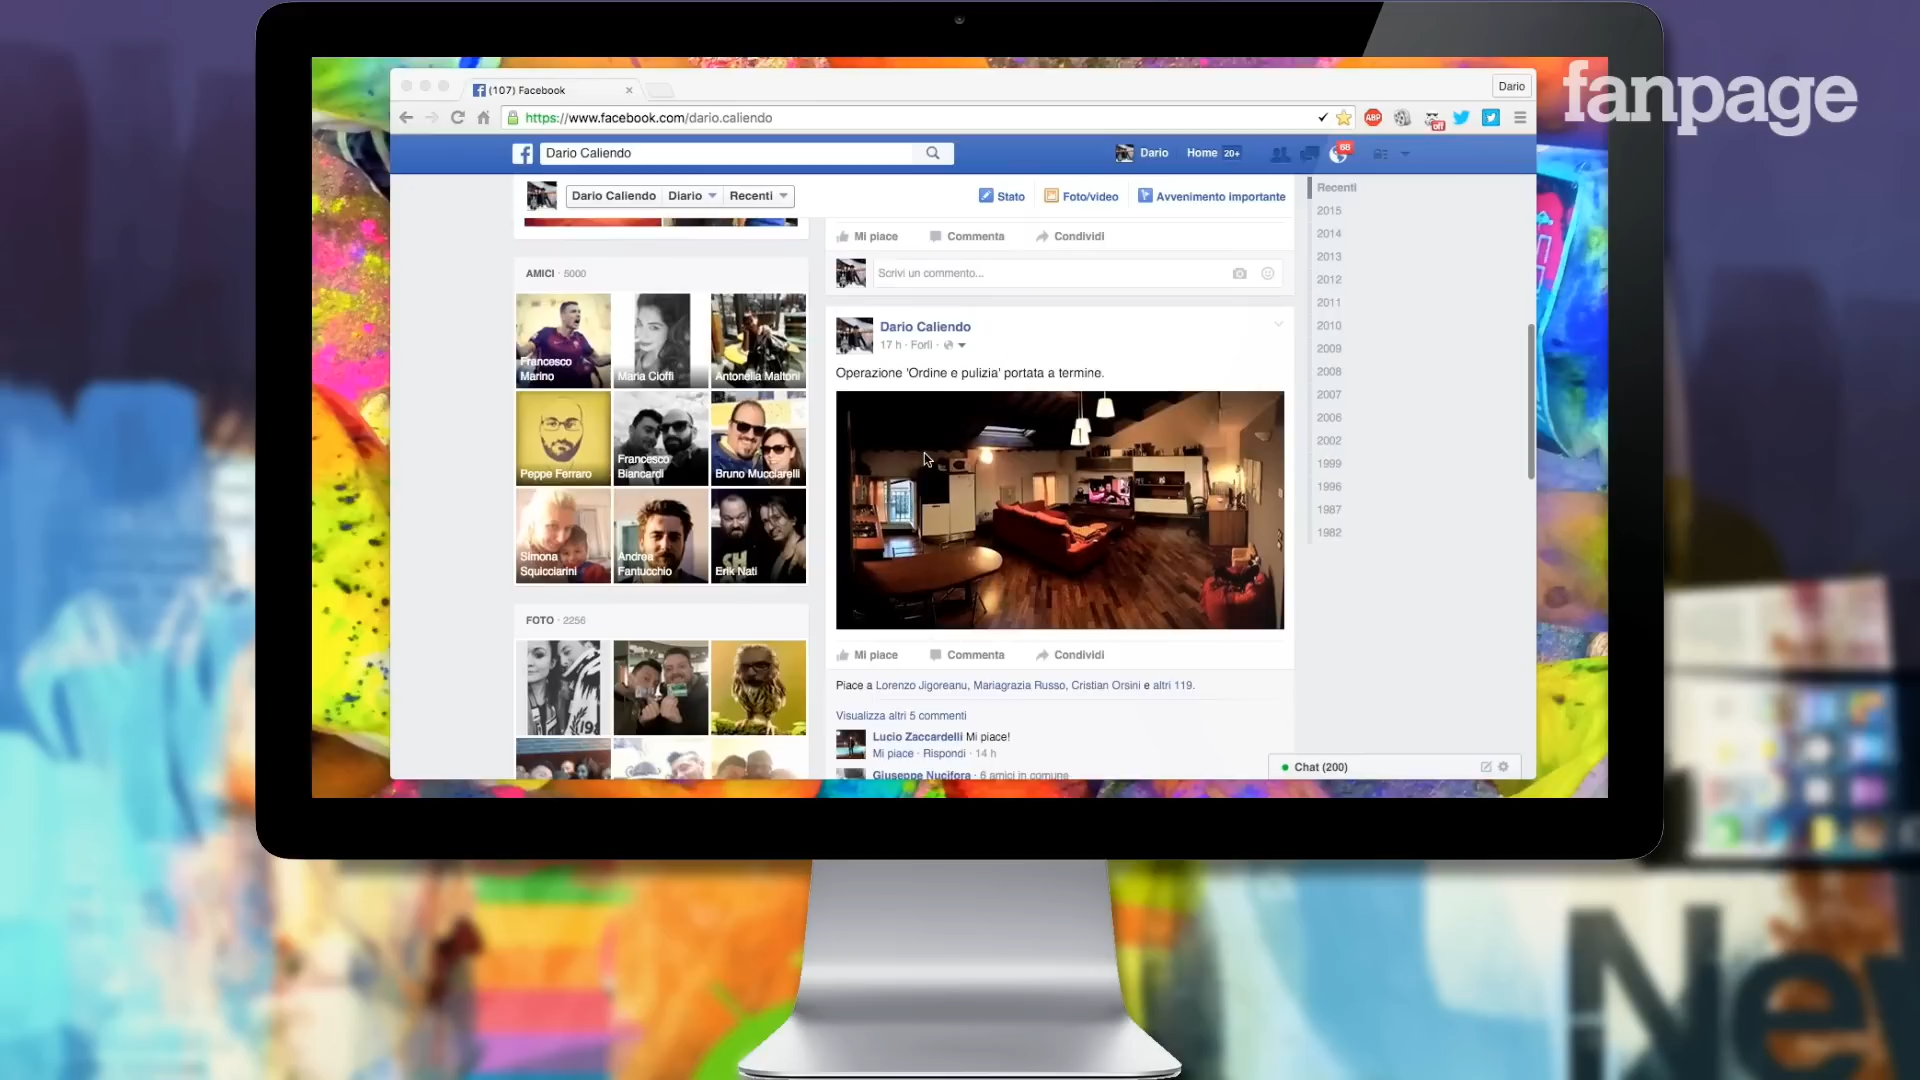 fanpage
(107) Facebook
Dario
https://www.facebook.com/dario.caliendo
ABP
off
Dario Caliendo
Dario
Home 20+
68
Dario Caliendo
Diario
Recenti
Stato
Foto/video
Avvenimento importante
Recenti
2015
2014
2013
2012
2011
2010
2009
2008
2007
2006
2002
1999
1996
1987
1982
AMICI · 5000
Francesco
Marino
Maria Cioffi
Antonella Maltoni
Peppe Ferraro
Francesco
Biancardi
Bruno Mucciarelli
Simona
Squicciarini
Andrea
Fantucchio
Erik Nati
FOTO · 2256
Mi piace
Commenta
Condividi
Scrivi un commento...
Dario Caliendo
17 h · Forlì ·
Operazione 'Ordine e pulizia' portata a termine.
Mi piace
Commenta
Condividi
Piace a Lorenzo Jigoreanu, Mariagrazia Russo, Cristian Orsini e altri 119.
Visualizza altri 5 commenti
Lucio Zaccardelli Mi piace!
Mi piace · Rispondi · 14 h
Giuseppe Nucifora · 6 amici in comune
Chat (200)
Ne